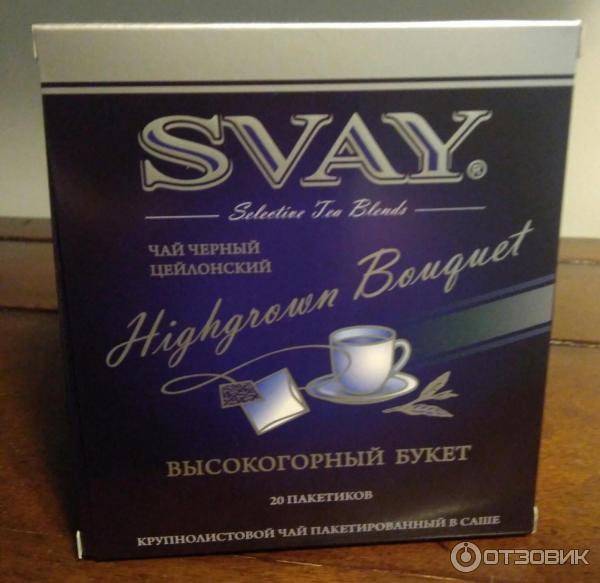 SVAY®
Selective Tea Blends
ЧАЙ ЧЕРНЫЙ
ЦЕЙЛОНСКИЙ
Highgrown Bouquet
ВЫСОКОГОРНЫЙ БУКЕТ
20 ПАКЕТИКОВ
КРУПНОЛИСТОВОЙ ЧАЙ ПАКЕТИРОВАННЫЙ В САШЕ
ОТЗОВИК